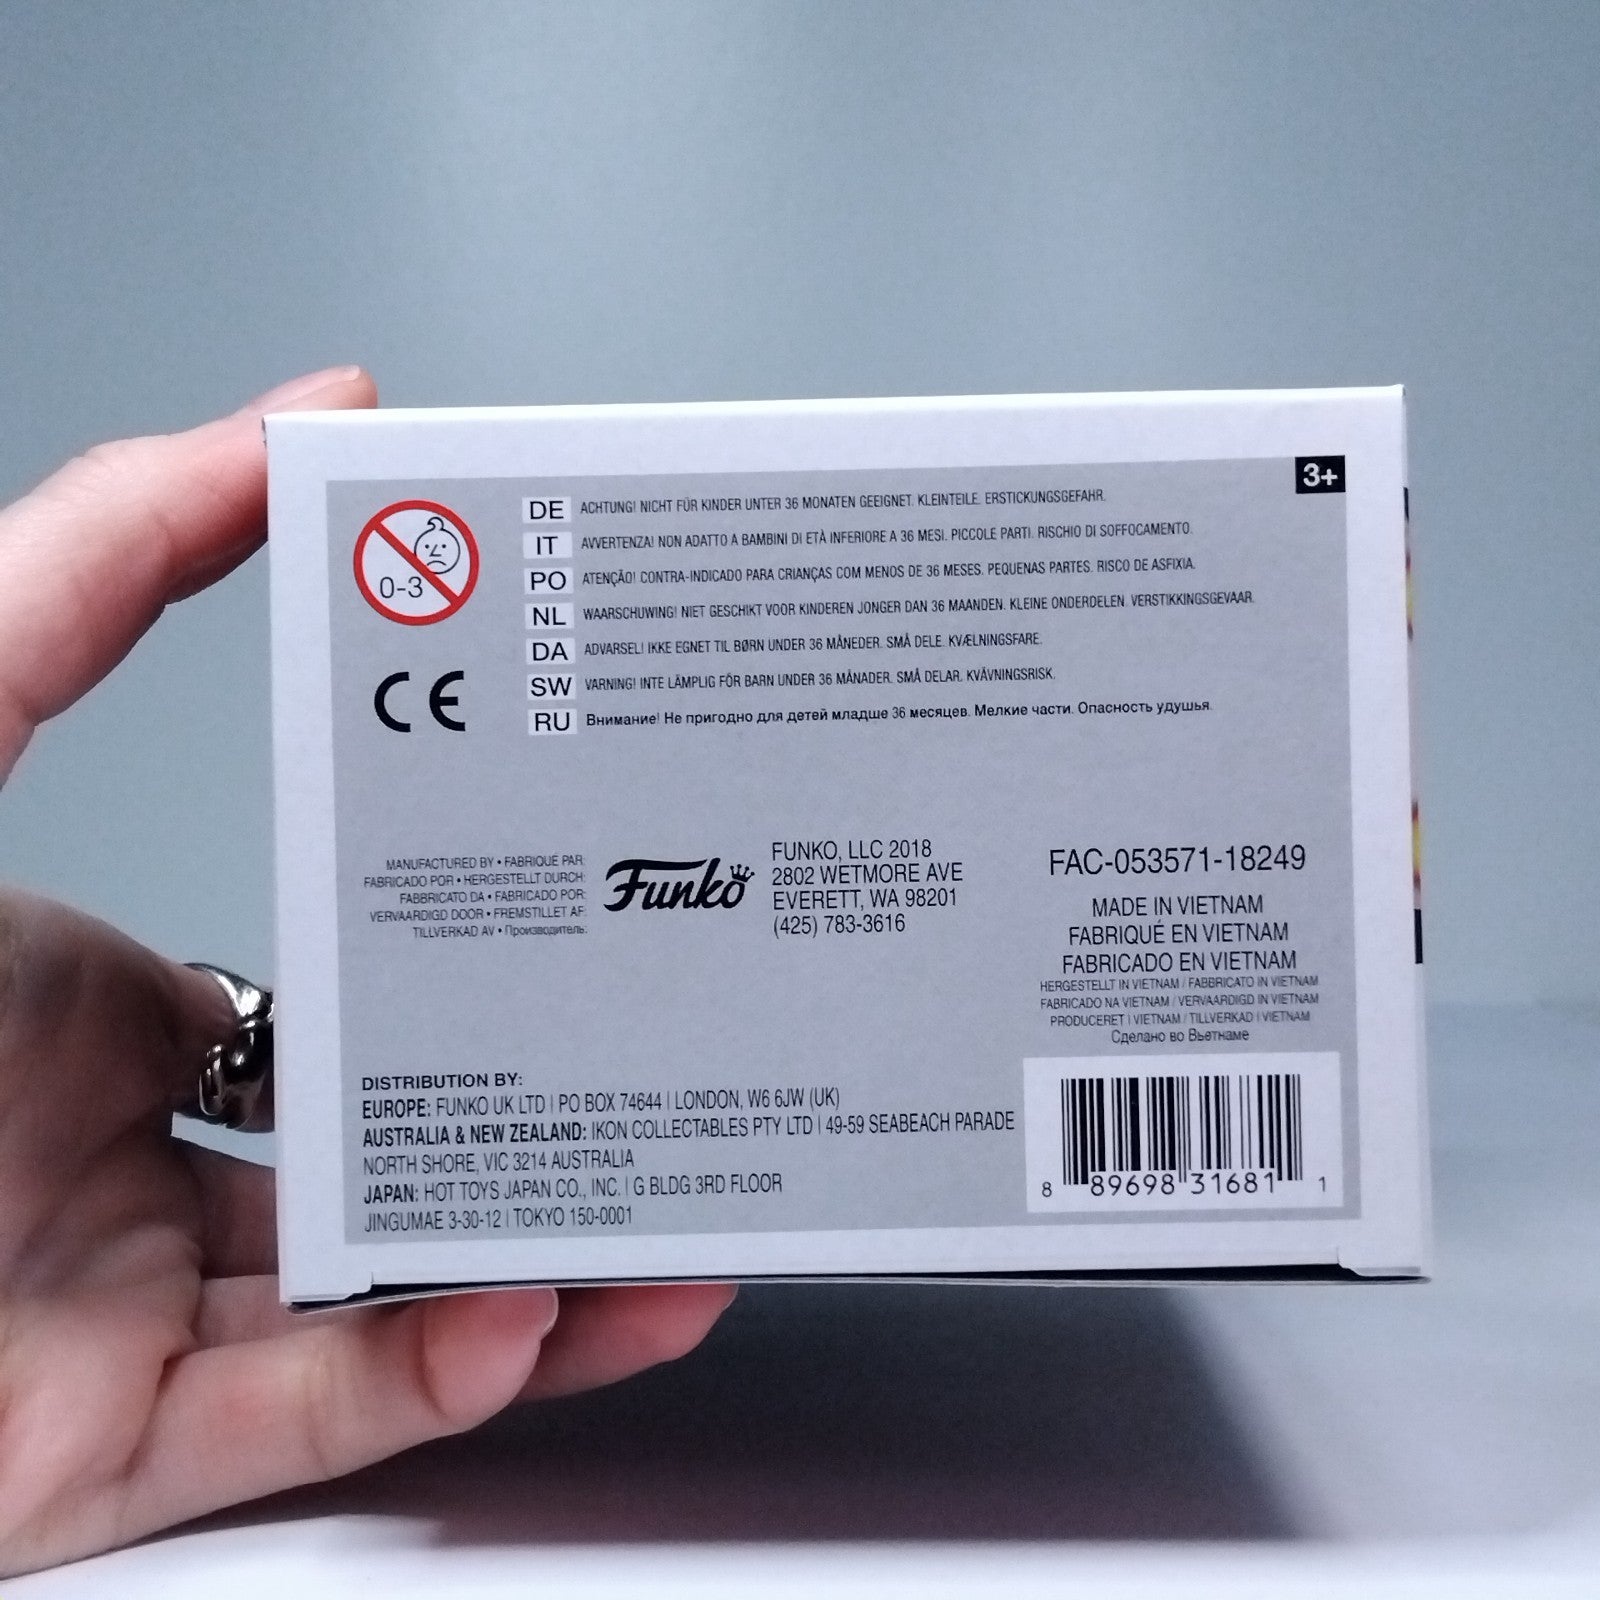 3+
0-3
CE
DE ACHTUNG! NICHT FÜR KINDER UNTER 36 MONATEN GEEIGNET. KLEINTEILE. ERSTICKUNGSGEFAHR.
IT AVVERTENZA! NON ADATTO A BAMBINI DI ETÀ INFERIORE A 36 MESI. PICCOLE PARTI. RISCHIO DI SOFFOCAMENTO.
PO ATENÇÃO! CONTRA-INDICADO PARA CRIANÇAS COM MENOS DE 36 MESES. PEQUENAS PARTES. RISCO DE ASFIXIA.
NL WAARSCHUWING! NIET GESCHIKT VOOR KINDEREN JONGER DAN 36 MAANDEN. KLEINE ONDERDELEN. VERSTIKKINGSGEVAAR.
DA ADVARSEL! IKKE EGNET TIL BØRN UNDER 36 MÅNEDER. SMÅ DELE. KVÆLNINGSFARE.
SW VARNING! INTE LÄMPLIG FÖR BARN UNDER 36 MÅNADER. SMÅ DELAR. KVÄVNINGSRISK.
RU Внимание! Не пригодно для детей младше 36 месяцев. Мелкие части. Опасность удушья.
MANUFACTURED BY • FABRIQUÉ PAR:
FABRICADO POR • HERGESTELLT DURCH:
FABBRICATO DA • FABRICADO POR:
VERVAARDIGD DOOR • FREMSTILLET AF:
TILLVERKAD AV • Производитель:
Funko
FUNKO, LLC 2018
2802 WETMORE AVE
EVERETT, WA 98201
(425) 783-3616
FAC-053571-18249
MADE IN VIETNAM
FABRIQUÉ EN VIETNAM
FABRICADO EN VIETNAM
HERGESTELLT IN VIETNAM / FABBRICATO IN VIETNAM
FABRICADO NA VIETNAM / VERVAARDIGD IN VIETNAM
PRODUCERET I VIETNAM / TILLVERKAD I VIETNAM
Сделано во Вьетнаме
DISTRIBUTION BY:
EUROPE: FUNKO UK LTD | PO BOX 74644 | LONDON, W6 6JW (UK)
AUSTRALIA & NEW ZEALAND: IKON COLLECTABLES PTY LTD | 49-59 SEABEACH PARADE
NORTH SHORE, VIC 3214 AUSTRALIA
JAPAN: HOT TOYS JAPAN CO., INC. | G BLDG 3RD FLOOR
JINGUMAE 3-30-12 | TOKYO 150-0001
8 89698 31681 1